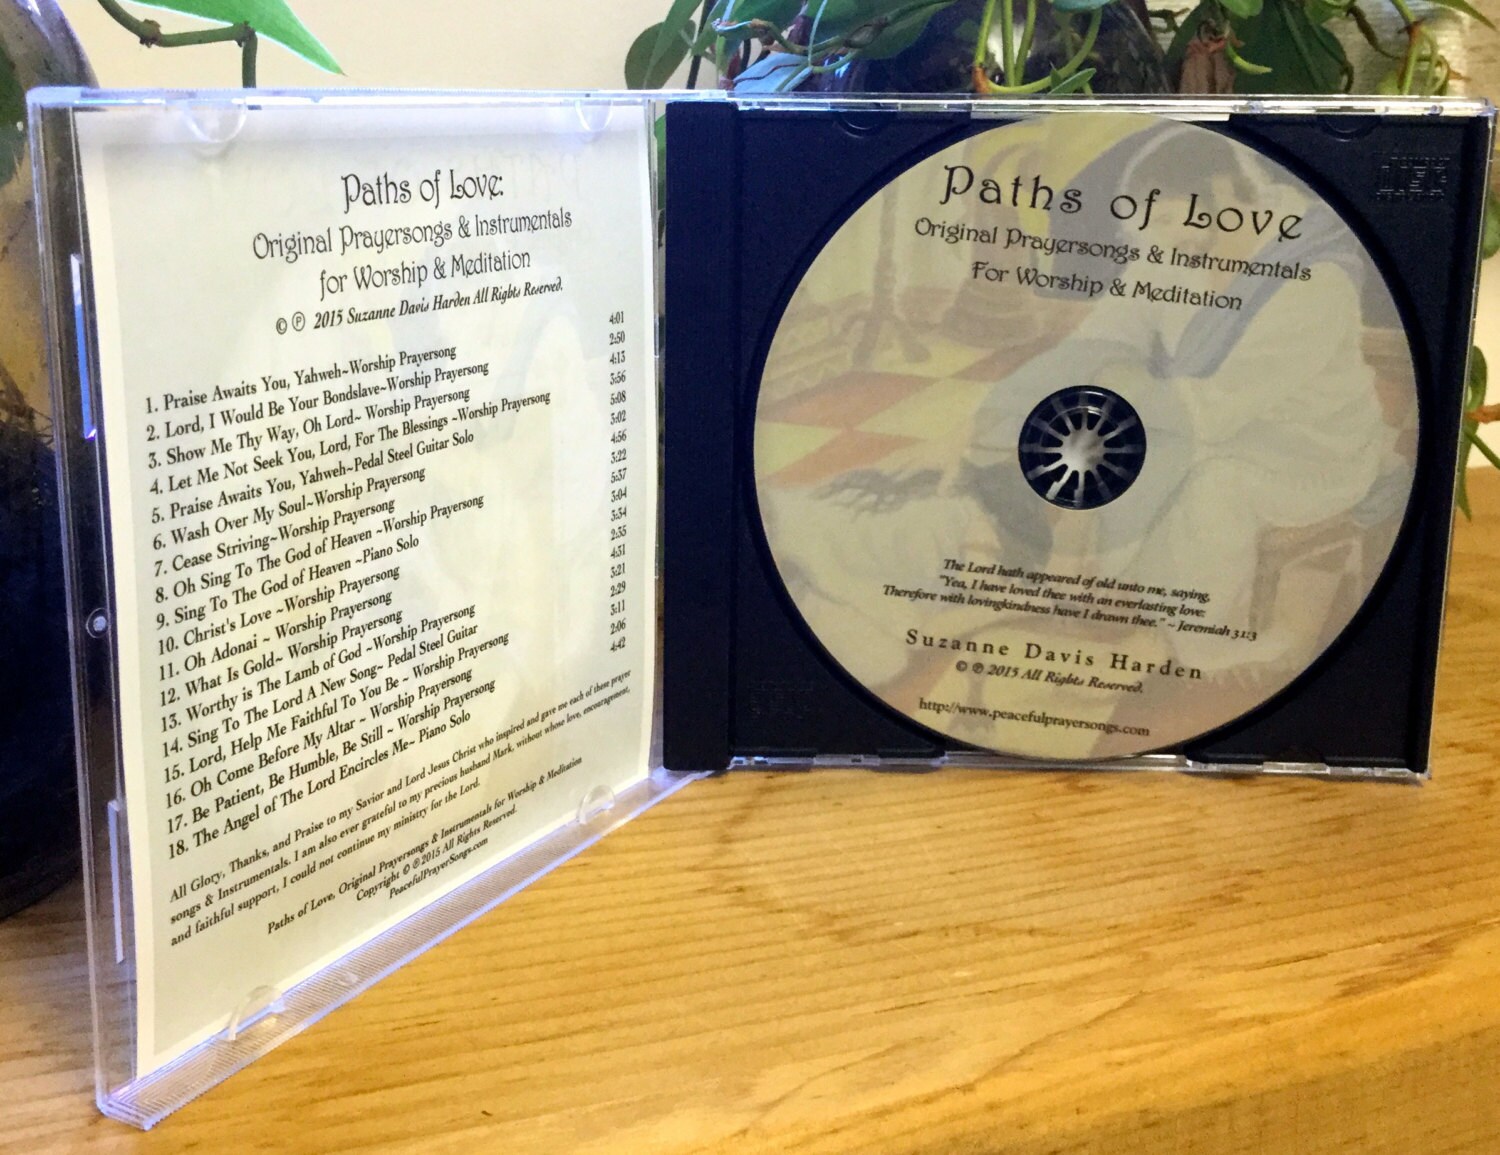 Paths of Love:
Original Prayersongs & Instrumentals
for Worship & Meditation
© ℗ 2015 Suzanne Davis Harden All Rights Reserved.
1. Praise Awaits You, Yahweh~Worship Prayersong 4:01
2. Lord, I Would Be Your Bondslave~Worship Prayersong 2:50
3. Show Me Thy Way, Oh Lord~ Worship Prayersong 4:13
4. Let Me Not Seek You, Lord, For The Blessings ~Worship Prayersong 3:56
5. Praise Awaits You, Yahweh~Pedal Steel Guitar Solo 5:08
6. Wash Over My Soul~Worship Prayersong 3:02
7. Cease Striving~Worship Prayersong 4:56
8. Oh Sing To The God of Heaven ~Worship Prayersong 3:22
9. Sing To The God of Heaven ~Piano Solo 5:37
10. Christ's Love ~Worship Prayersong 3:04
11. Oh Adonai ~ Worship Prayersong 3:34
12. What Is Gold~ Worship Prayersong 2:35
13. Worthy is The Lamb of God ~Worship Prayersong 4:31
14. Sing To The Lord A New Song~ Pedal Steel Guitar 3:21
15. Lord, Help Me Faithful To You Be ~ Worship Prayersong 2:29
16. Oh Come Before My Altar ~ Worship Prayersong 3:11
17. Be Patient, Be Humble, Be Still ~ Worship Prayersong 2:06
18. The Angel of The Lord Encircles Me~ Piano Solo 4:42
All Glory, Thanks, and Praise to my Savior and Lord Jesus Christ who inspired and gave me each of these prayer
songs & Instrumentals. I am also ever grateful to my precious husband Mark, without whose love, encouragement,
and faithful support, I could not continue my ministry for the Lord.
Paths of Love, Original Prayersongs & Instrumentals for Worship & Meditation
Copyright © ℗ 2015 All Rights Reserved.
PeacefulPrayerSongs.com
Paths of Love
Original Prayersongs & Instrumentals
For Worship & Meditation
The Lord hath appeared of old unto me, saying,
"Yea, I have loved thee with an everlasting love:
Therefore with lovingkindness have I drawn thee." ~ Jeremiah 31:3
Suzanne Davis Harden
© ℗ 2015 All Rights Reserved.
http://www.peacefulprayersongs.com